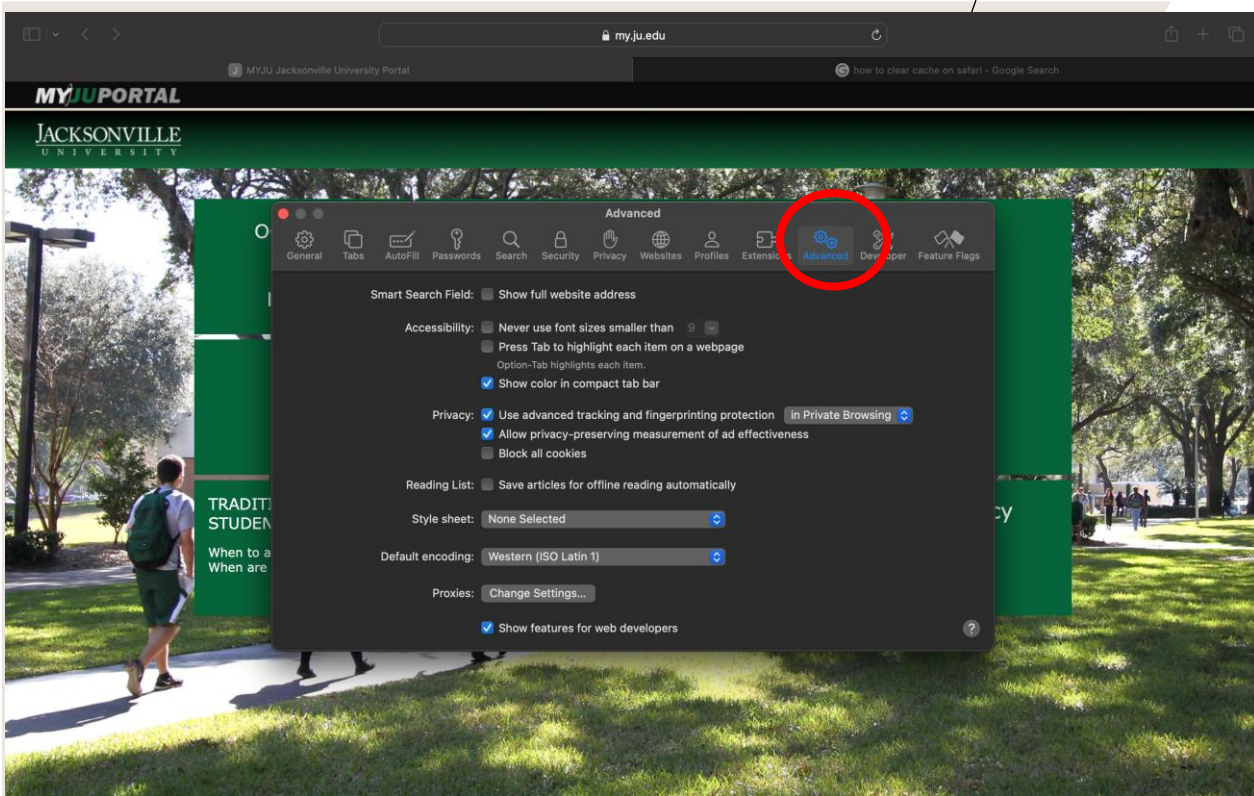 my.ju.edu
J MYJU Jacksonville University Portal
G how to clear cache on safari - Google Search
MYJUPORTAL
JACKSONVILLE
UNIVERSITY
Advanced
General Tabs AutoFill Passwords Search Security Privacy Websites Profiles Extensions Advanced Developer Feature Flags
Smart Search Field: Show full website address
Accessibility: Never use font sizes smaller than 9
Press Tab to highlight each item on a webpage
Option-Tab highlights each item.
Show color in compact tab bar
Privacy: Use advanced tracking and fingerprinting protection in Private Browsing
Allow privacy-preserving measurement of ad effectiveness
Block all cookies
Reading List: Save articles for offline reading automatically
Style sheet: None Selected
Default encoding: Western (ISO Latin 1)
Proxies: Change Settings...
Show features for web developers
?
TRADITI
STUDEN
When to a
When are
cy